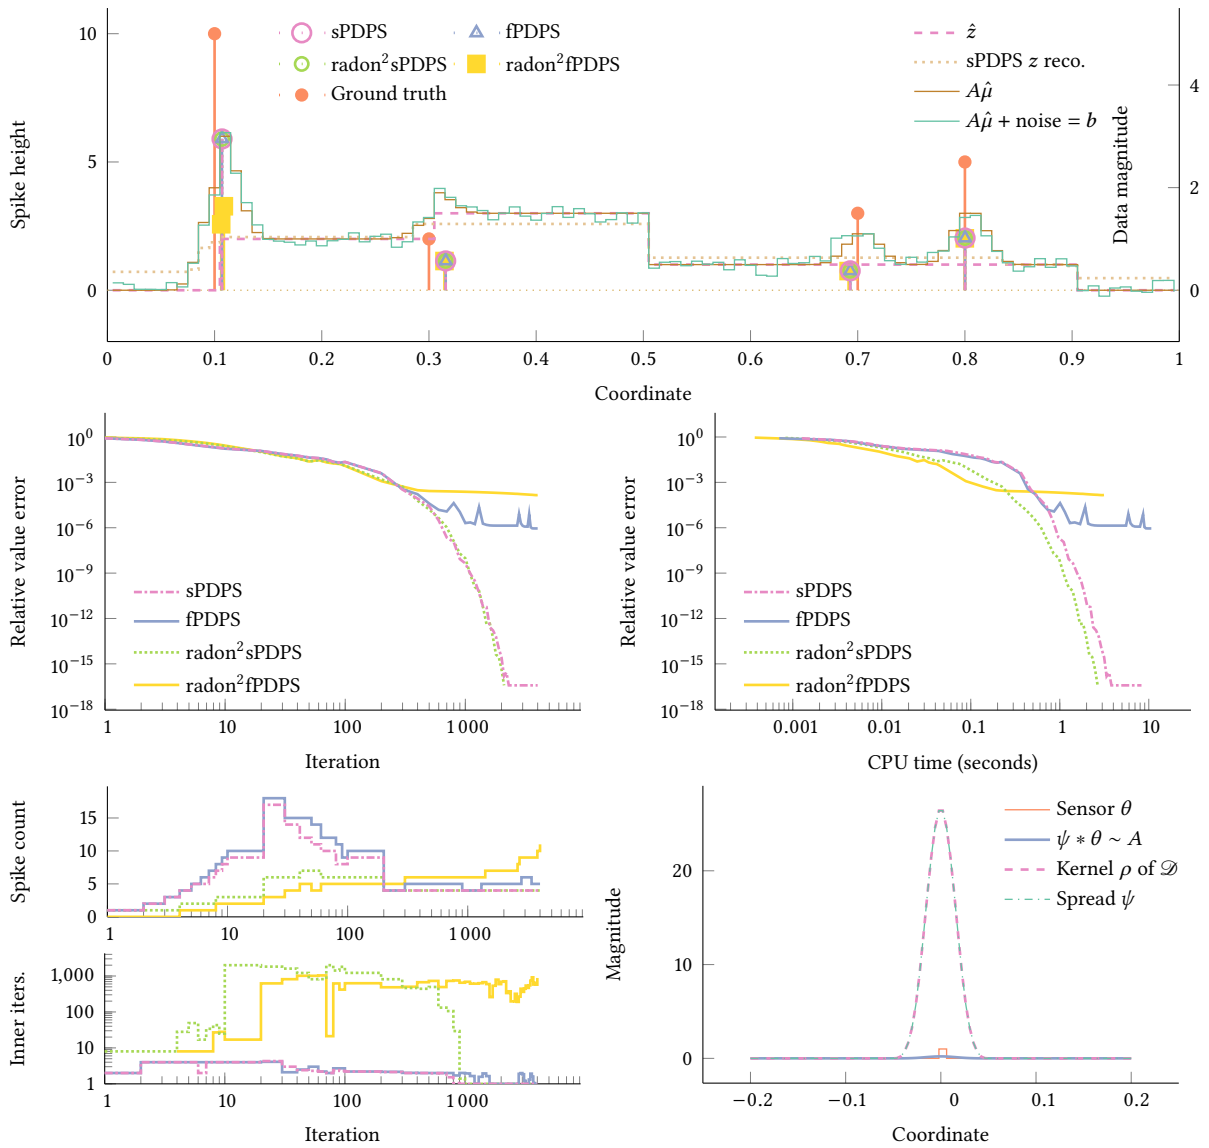 10
5
0
Spike height
sPDPS
fPDPS
radon²sPDPS
radon²fPDPS
Ground truth
ẑ
sPDPS z reco.
Aμ̂
Aμ̂ + noise = b
4
2
0
Data magnitude
0 0.1 0.2 0.3 0.4 0.5 0.6 0.7 0.8 0.9 1
Coordinate
10⁰
10⁻³
10⁻⁶
10⁻⁹
10⁻¹²
10⁻¹⁵
10⁻¹⁸
Relative value error
sPDPS
fPDPS
radon²sPDPS
radon²fPDPS
1 10 100 1 000
Iteration
10⁰
10⁻³
10⁻⁶
10⁻⁹
10⁻¹²
10⁻¹⁵
10⁻¹⁸
Relative value error
sPDPS
fPDPS
radon²sPDPS
radon²fPDPS
0.001 0.01 0.1 1 10
CPU time (seconds)
15
10
5
0
Spike count
1 10 100 1 000
1,000
100
10
1
Inner iters.
1 10 100 1 000
Iteration
20
10
0
Magnitude
Sensor θ
ψ ∗ θ ∼ A
Kernel ρ of 𝒟
Spread ψ
−0.2 −0.1 0 0.1 0.2
Coordinate